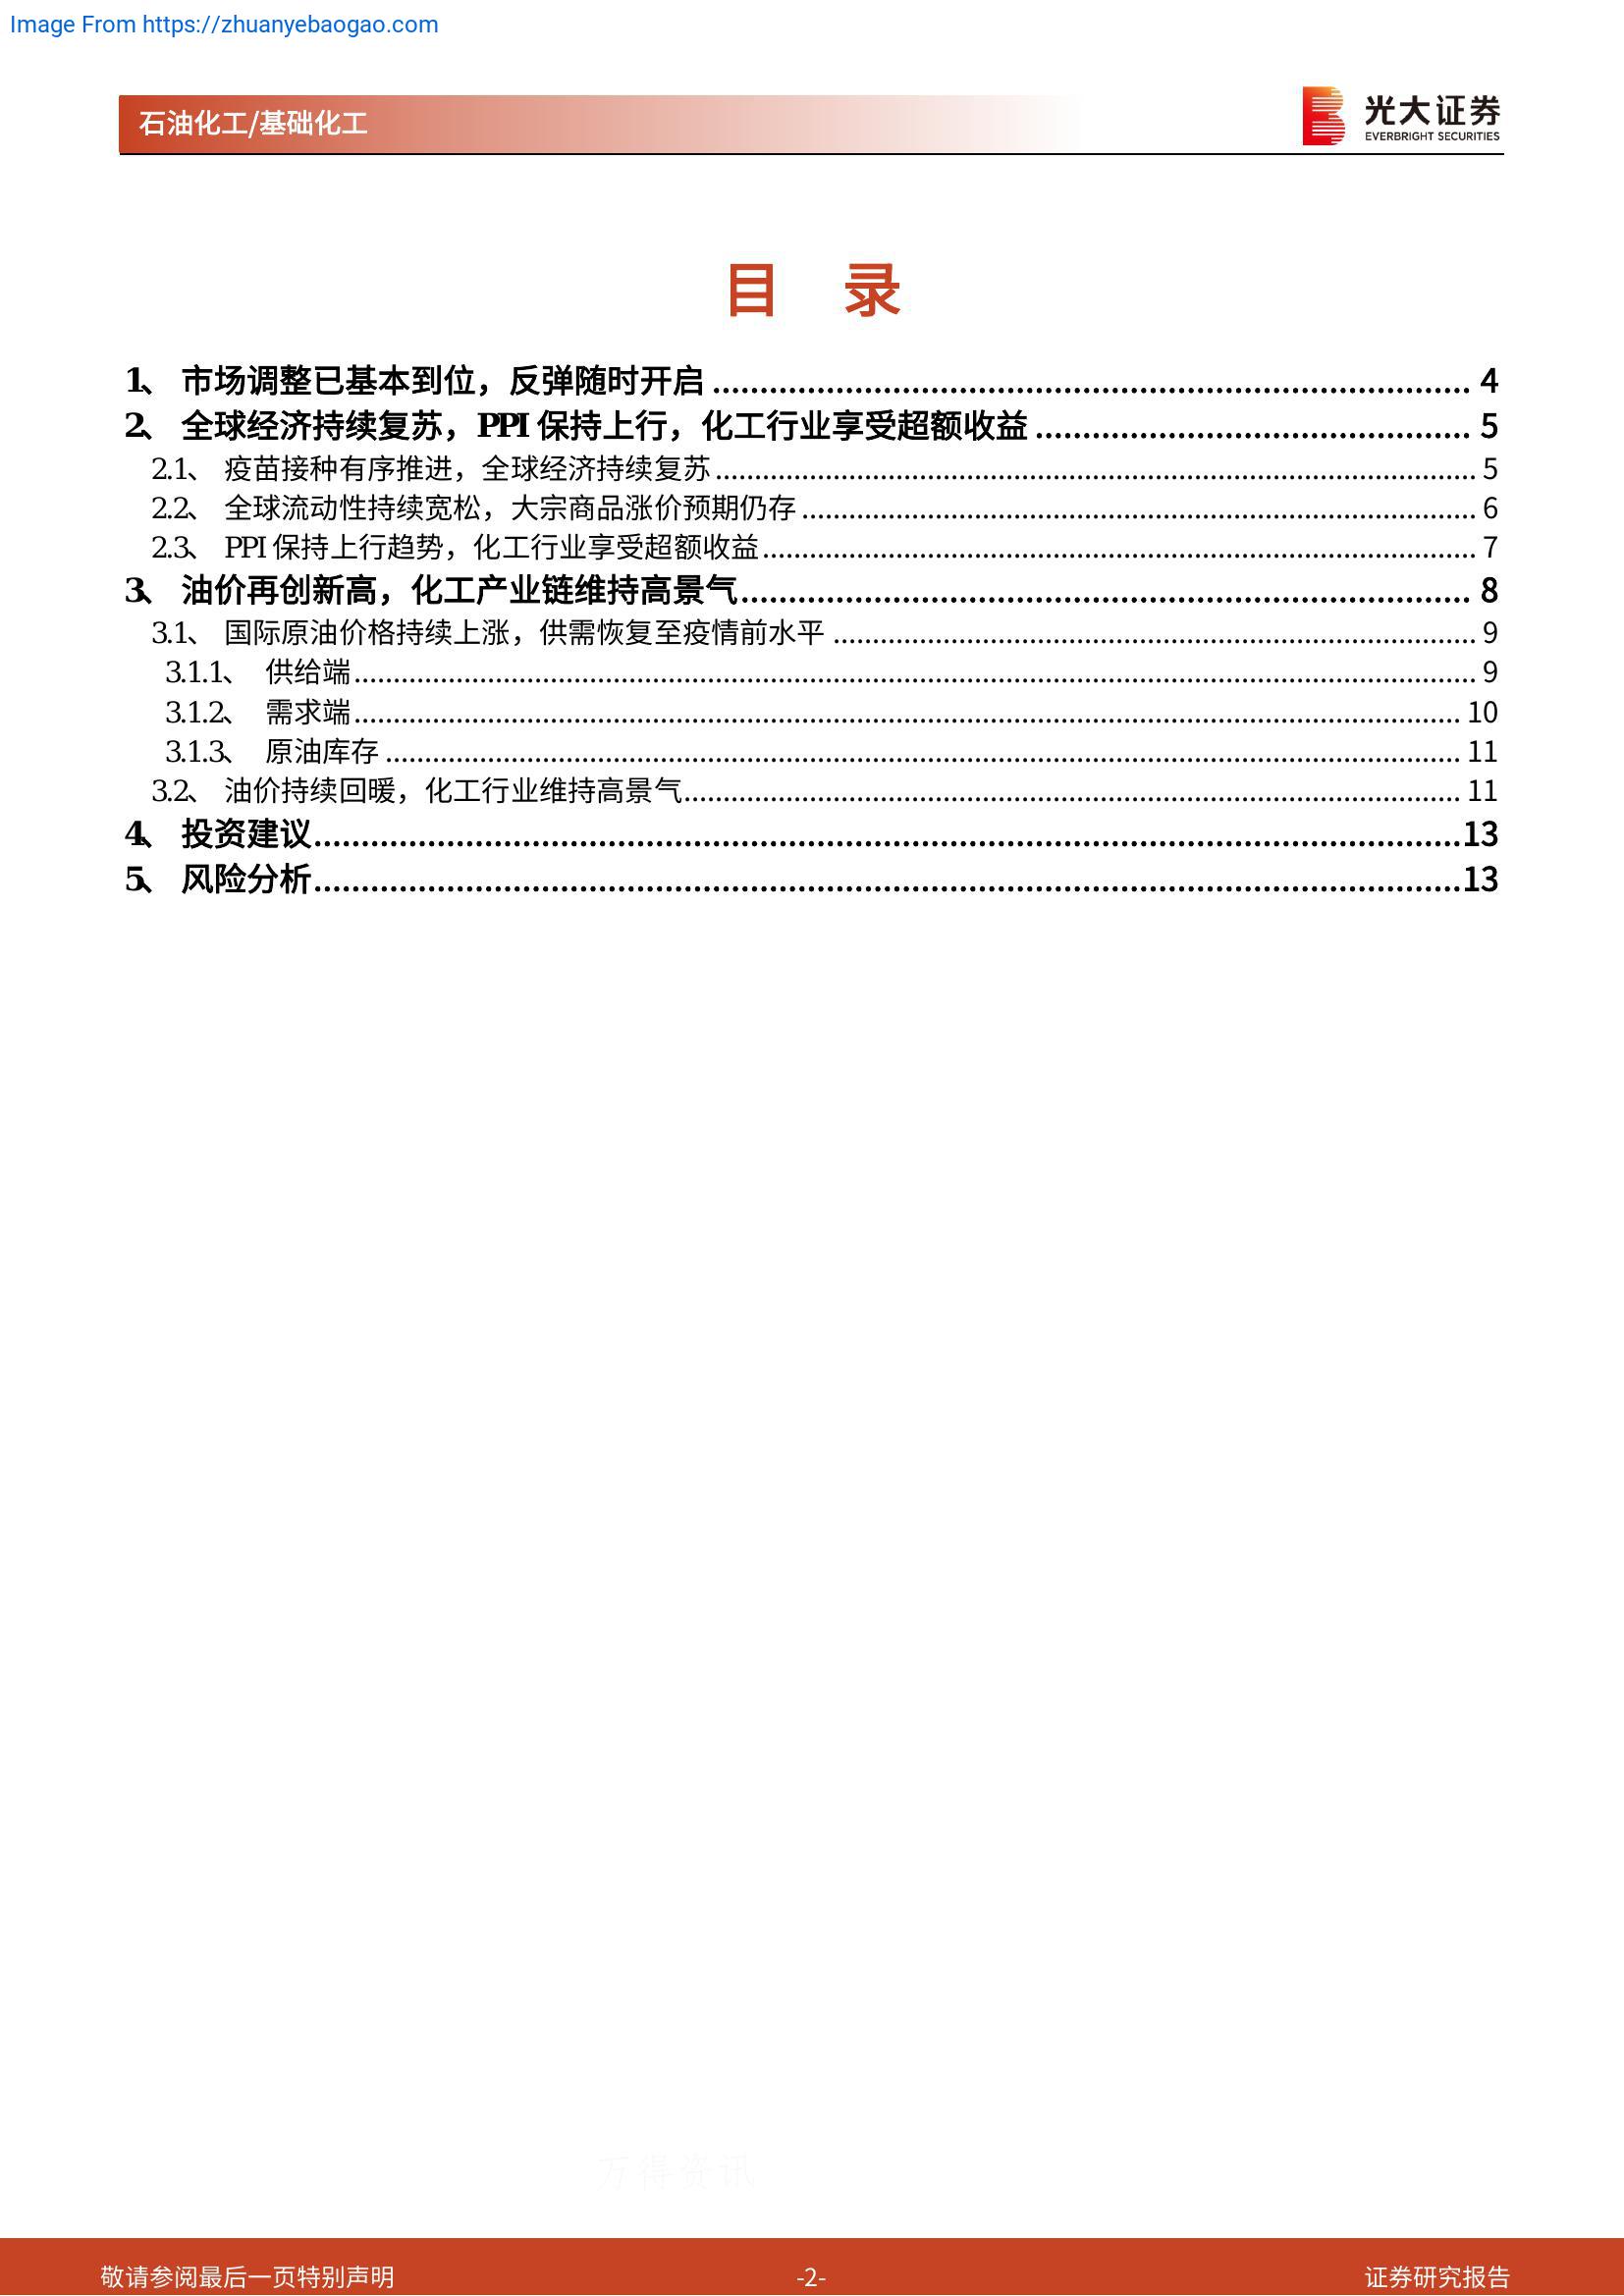 Image From https://zhuanyebaogao.com
石油化工/基础化工
光大证券
EVERBRIGHT SECURITIES
目 录
1、 市场调整已基本到位，反弹随时开启 ........ 4
2、 全球经济持续复苏，PPI 保持上行，化工行业享受超额收益 ........ 5
2.1、 疫苗接种有序推进，全球经济持续复苏 ........ 5
2.2、 全球流动性持续宽松，大宗商品涨价预期仍存 ........ 6
2.3、 PPI 保持上行趋势，化工行业享受超额收益 ........ 7
3、 油价再创新高，化工产业链维持高景气 ........ 8
3.1、 国际原油价格持续上涨，供需恢复至疫情前水平 ........ 9
3.1.1、 供给端 ........ 9
3.1.2、 需求端 ........ 10
3.1.3、 原油库存 ........ 11
3.2、 油价持续回暖，化工行业维持高景气 ........ 11
4、 投资建议 ........ 13
5、 风险分析 ........ 13
万得资讯
敬请参阅最后一页特别声明
-2-
证券研究报告